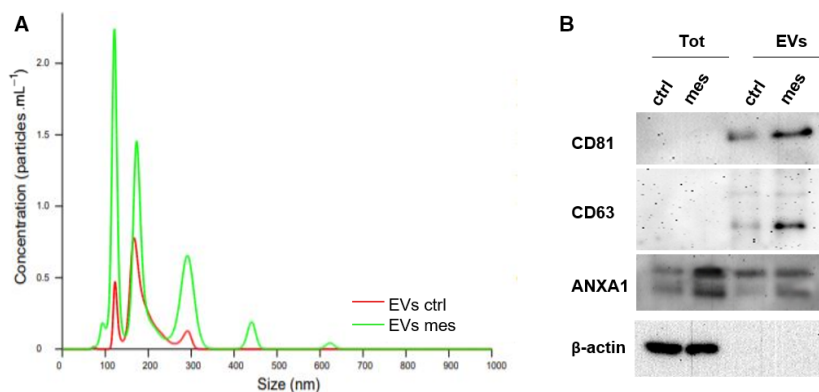 A
Concentration (particles.mL⁻¹)
2.0
1.5
1.0
0.5
0
0 100 200 300 400 500 600 700 800 900 1000
Size (nm)
EVs ctrl
EVs mes
B
Tot EVs
ctrl mes ctrl mes
CD81
CD63
ANXA1
β-actin